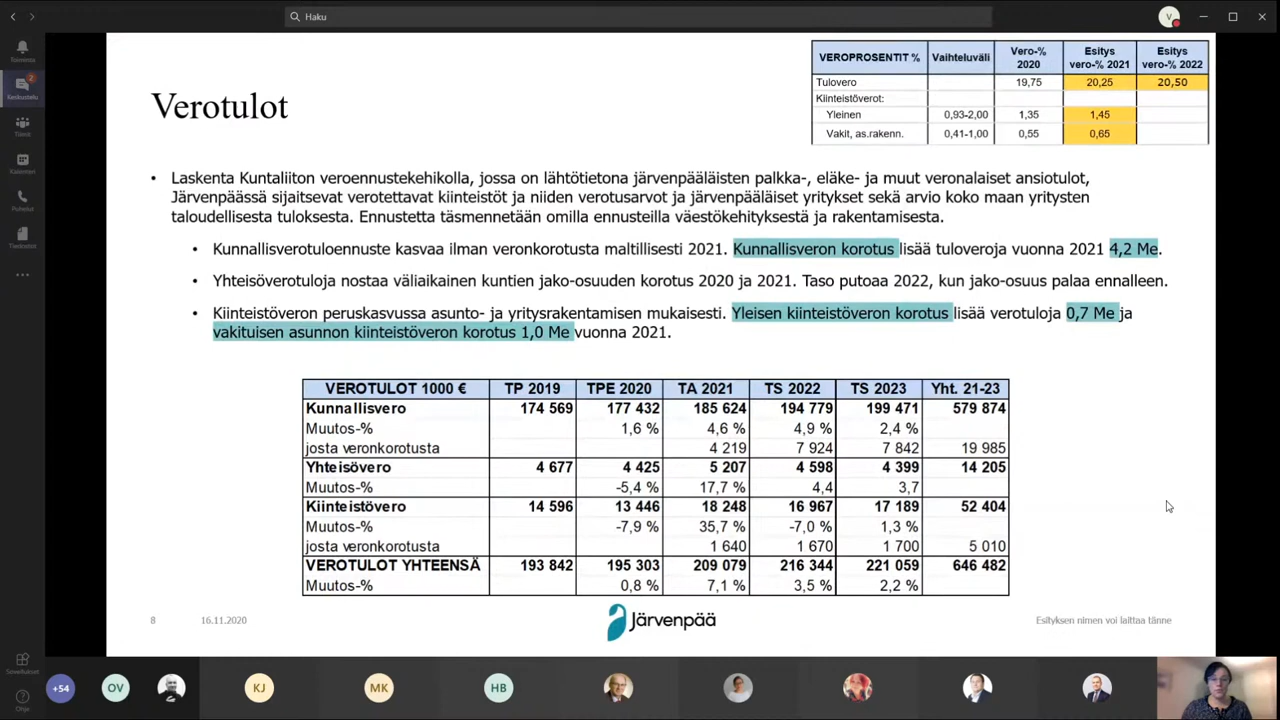 Haku
Keskustelu
Tiimit
Kalenteri
Puhelut
Tiedostot
Sovellukset
Ohje
Verotulot
VEROPROSENTIT % Vaihteluväli Vero-% 2020 Esitys vero-% 2021 Esitys vero-% 2022
Tulovero 19,75 20,25 20,50
Kiinteistöverot:
Yleinen 0,93-2,00 1,35 1,45
Vakit, as.rakenn. 0,41-1,00 0,55 0,65
• Laskenta Kuntaliiton veroennustekehikolla, jossa on lähtötietona järvenpääläisten palkka-, eläke- ja muut veronalaiset ansiotulot,
Järvenpäässä sijaitsevat verotettavat kiinteistöt ja niiden verotusarvot ja järvenpääläiset yritykset sekä arvio koko maan yritysten
taloudellisesta tuloksesta. Ennustetta täsmennetään omilla ennusteilla väestökehityksestä ja rakentamisesta.
• Kunnallisverotuloennuste kasvaa ilman veronkorotusta maltillisesti 2021. Kunnallisveron korotus lisää tuloveroja vuonna 2021 4,2 Me.
• Yhteisöverotuloja nostaa väliaikainen kuntien jako-osuuden korotus 2020 ja 2021. Taso putoaa 2022, kun jako-osuus palaa ennalleen.
• Kiinteistöveron peruskasvussa asunto- ja yritysrakentamisen mukaisesti. Yleisen kiinteistöveron korotus lisää verotuloja 0,7 Me ja
vakituisen asunnon kiinteistöveron korotus 1,0 Me vuonna 2021.
VEROTULOT 1000 € TP 2019 TPE 2020 TA 2021 TS 2022 TS 2023 Yht. 21-23
Kunnallisvero 174 569 177 432 185 624 194 779 199 471 579 874
Muutos-% 1,6 % 4,6 % 4,9 % 2,4 %
josta veronkorotusta 4 219 7 924 7 842 19 985
Yhteisövero 4 677 4 425 5 207 4 598 4 399 14 205
Muutos-% -5,4 % 17,7 % 4,4 3,7
Kiinteistövero 14 596 13 446 18 248 16 967 17 189 52 404
Muutos-% -7,9 % 35,7 % -7,0 % 1,3 %
josta veronkorotusta 1 640 1 670 1 700 5 010
VEROTULOT YHTEENSÄ 193 842 195 303 209 079 216 344 221 059 646 482
Muutos-% 0,8 % 7,1 % 3,5 % 2,2 %
8 16.11.2020 Järvenpää Esityksen nimen voi laittaa tänne
+54 OV KJ MK HB
V
2